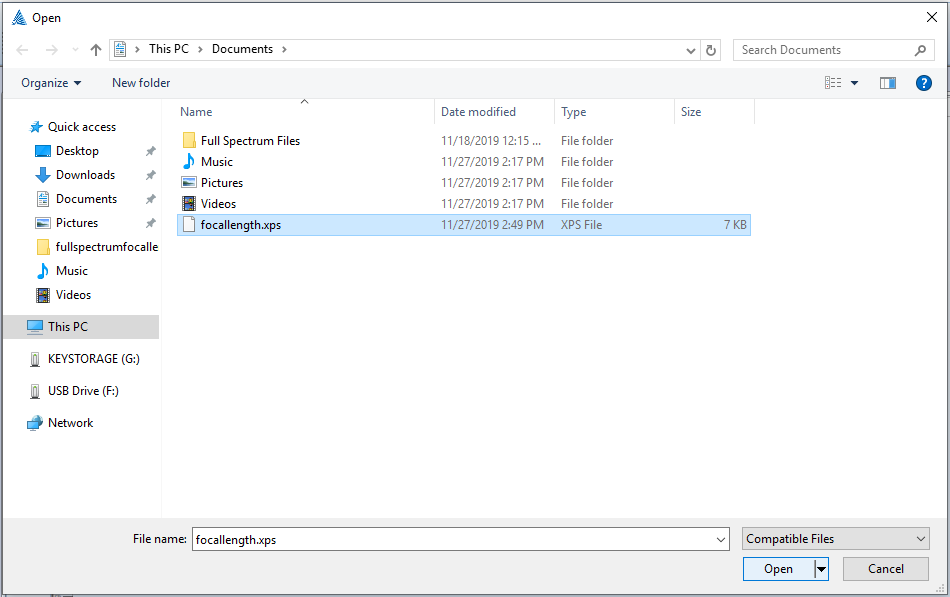 Open
This PC > Documents >
Search Documents
Organize
New folder
?
Name Date modified Type Size
Quick access
Desktop
Downloads
Documents
Pictures
fullspectrumfocalle
Music
Videos
This PC
KEYSTORAGE (G:)
USB Drive (F:)
Network
Full Spectrum Files 11/18/2019 12:15 ... File folder
Music 11/27/2019 2:17 PM File folder
Pictures 11/27/2019 2:17 PM File folder
Videos 11/27/2019 2:17 PM File folder
focallength.xps 11/27/2019 2:49 PM XPS File 7 KB
File name: focallength.xps
Compatible Files
Open
Cancel